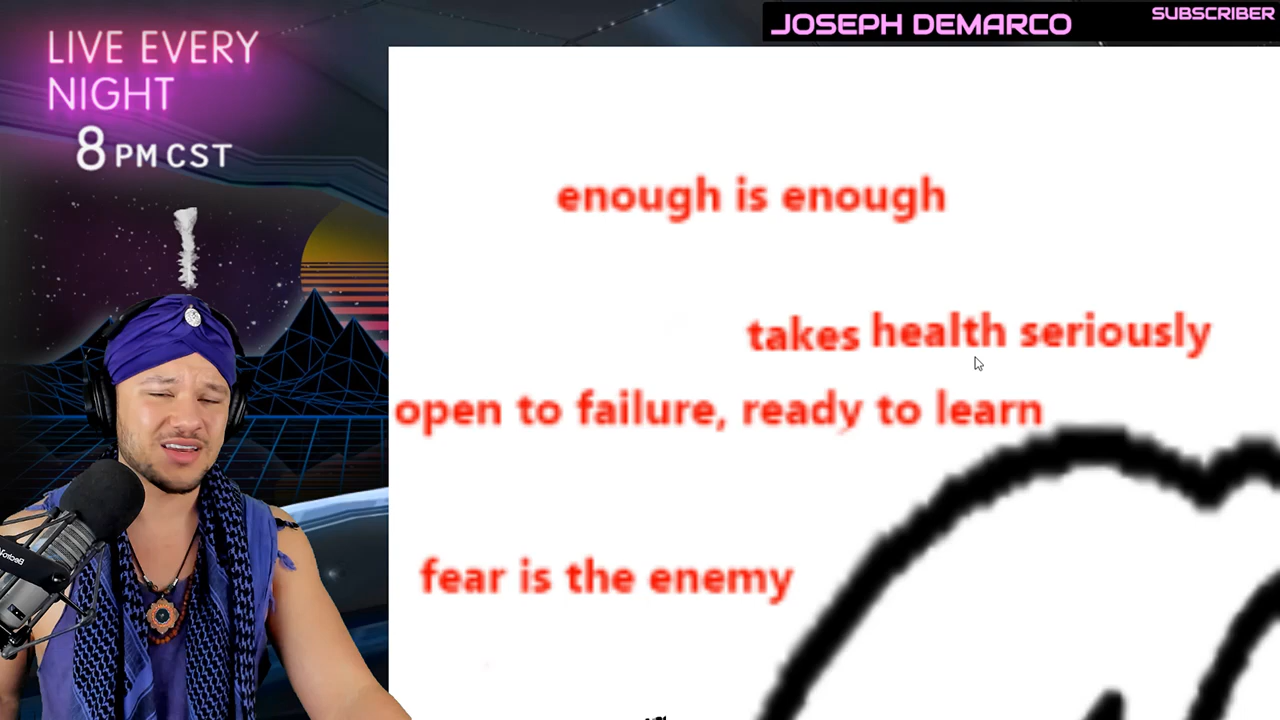 LIVE EVERY
NIGHT
8 PM CST
JOSEPH DEMARCO
SUBSCRIBER
enough is enough
takes health seriously
open to failure, ready to learn
fear is the enemy